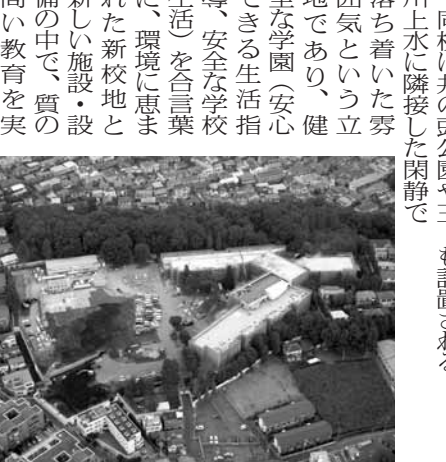 同様に井の頭公園や玉
川上水に隣接した閑静で
落ち着いた雰
囲気という立
地であり、健
全な学園（安心
できる生活指
導、安全な学校
生活）を合言葉
に、環境に恵ま
れた新校地と
新しい施設・設
備の中で、質の
高い教育を実
も設置される